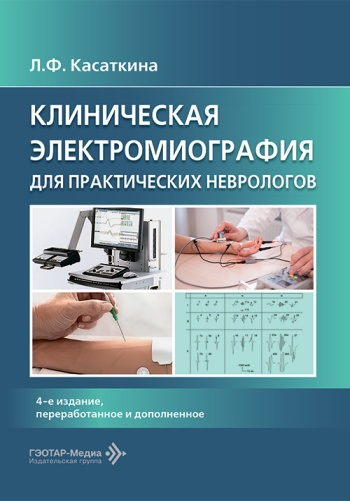 Л.Ф. Касаткина
КЛИНИЧЕСКАЯ
ЭЛЕКТРОМИОГРАФИЯ
ДЛЯ ПРАКТИЧЕСКИХ НЕВРОЛОГОВ
4-е издание,
переработанное и дополненное
ГЭОТАР-Медиа
Издательская группа